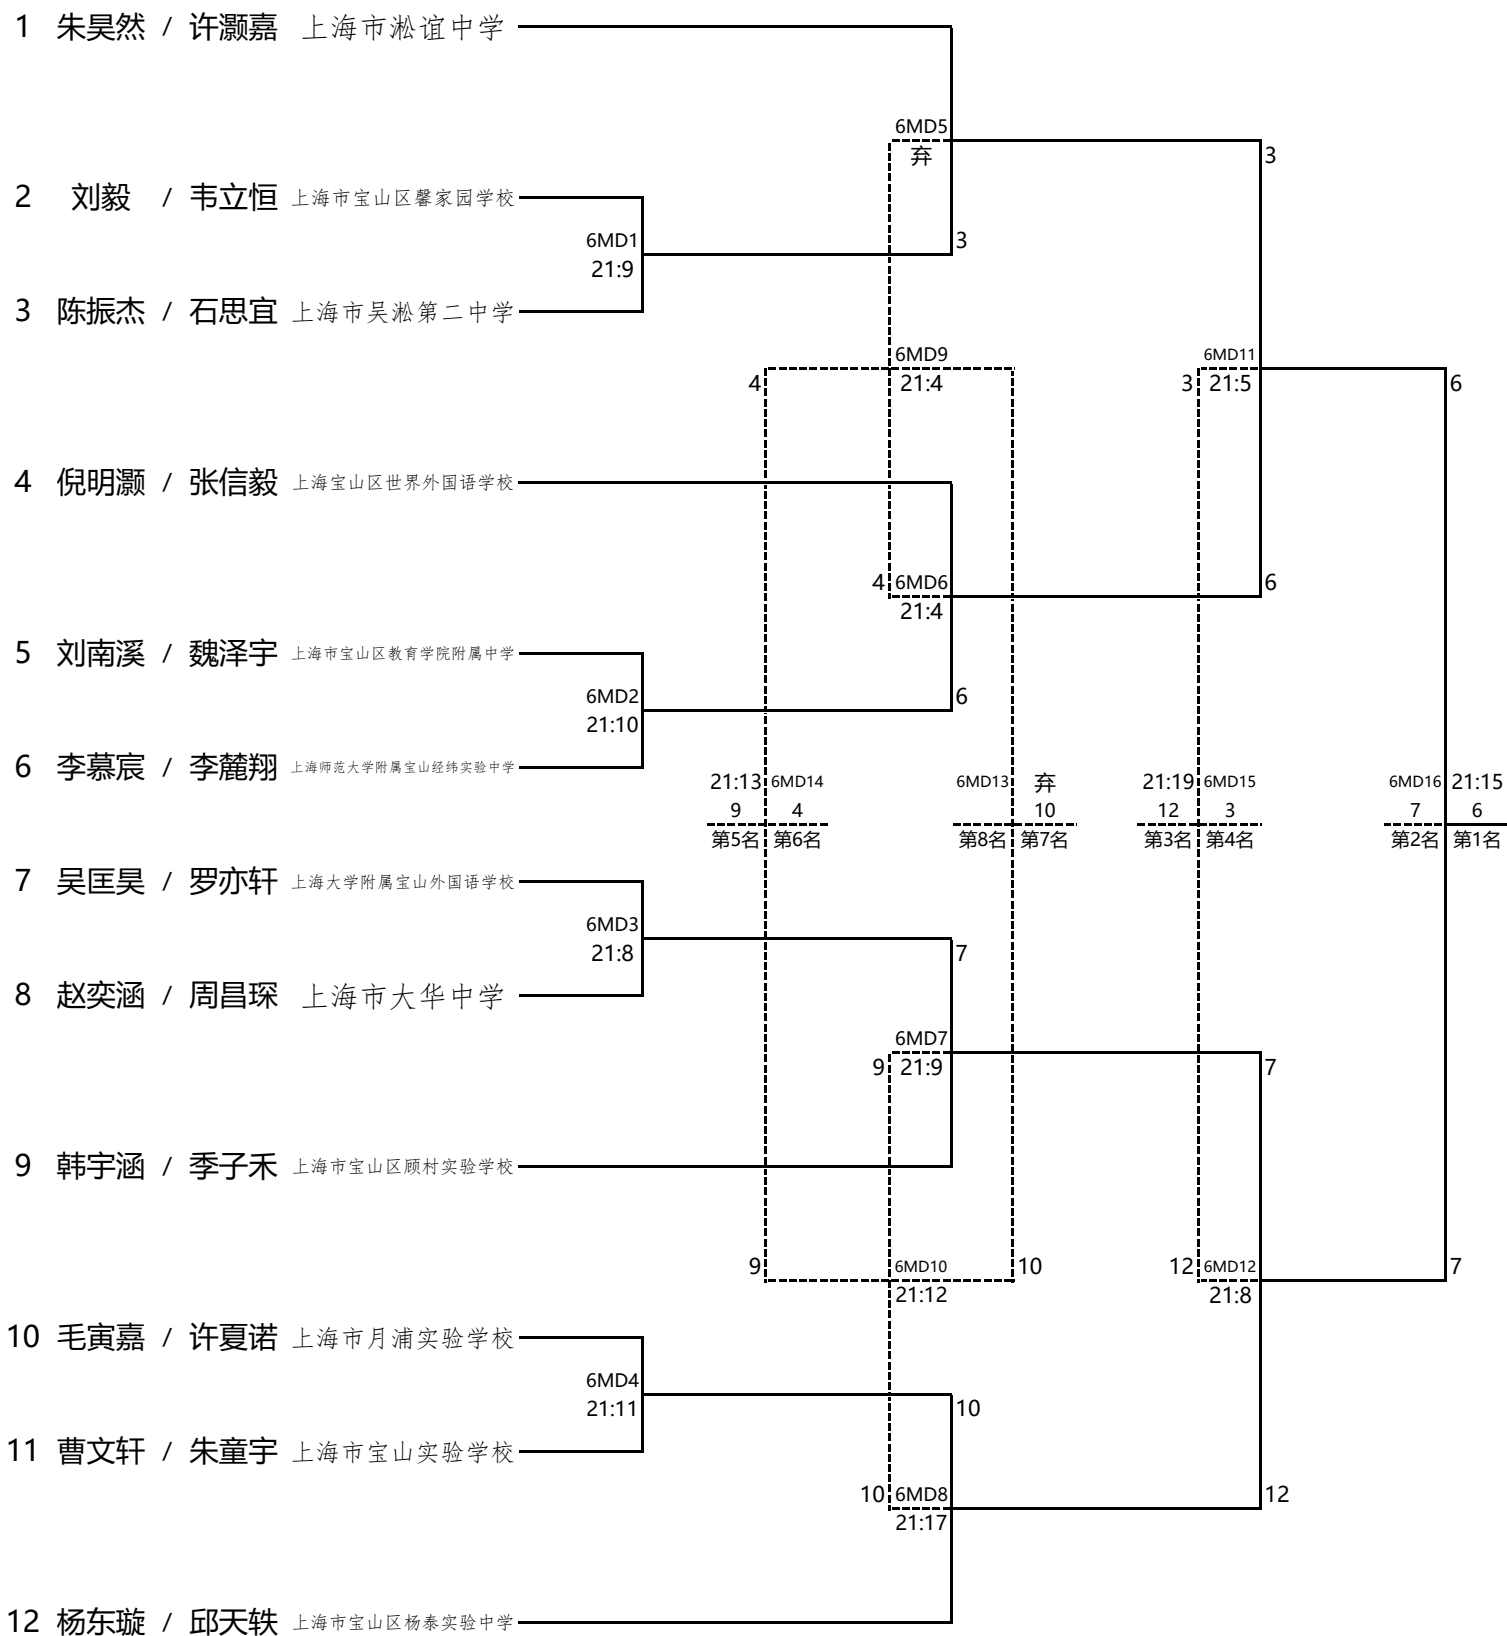 1 朱昊然 / 许灏嘉 上海市淞谊中学
6MD5
弃
3
2 刘毅 / 韦立恒 上海市宝山区馨家园学校
6MD1
3
21:9
3 陈振杰 / 石思宜 上海市吴淞第二中学
6MD9 6MD11
4 21:4 3 21:5 6
4 倪明灏 / 张信毅 上海宝山区世界外国语学校
4 6MD6 6
21:4
5 刘南溪 / 魏泽宇 上海市宝山区教育学院附属中学
6MD2 6
21:10
6 李慕宸 / 李麓翔 上海师范大学附属宝山经纬实验中学
21:13 6MD14 6MD13 弃 21:19 6MD15 6MD16 21:15
9 4 10 12 3 7 6
第5名 第6名 第8名 第7名 第3名 第4名 第2名 第1名
7 吴匡昊 / 罗亦轩 上海大学附属宝山外国语学校
6MD3
21:8 7
8 赵奕涵 / 周昌琛 上海市大华中学
6MD7
9 21:9 7
9 韩宇涵 / 季子禾 上海市宝山区顾村实验学校
9 6MD10 10 12 6MD12 7
21:12 21:8
10 毛寅嘉 / 许夏诺 上海市月浦实验学校
6MD4
21:11 10
11 曹文轩 / 朱童宇 上海市宝山实验学校
10 6MD8 12
21:17
12 杨东璇 / 邱天轶 上海市宝山区杨泰实验中学